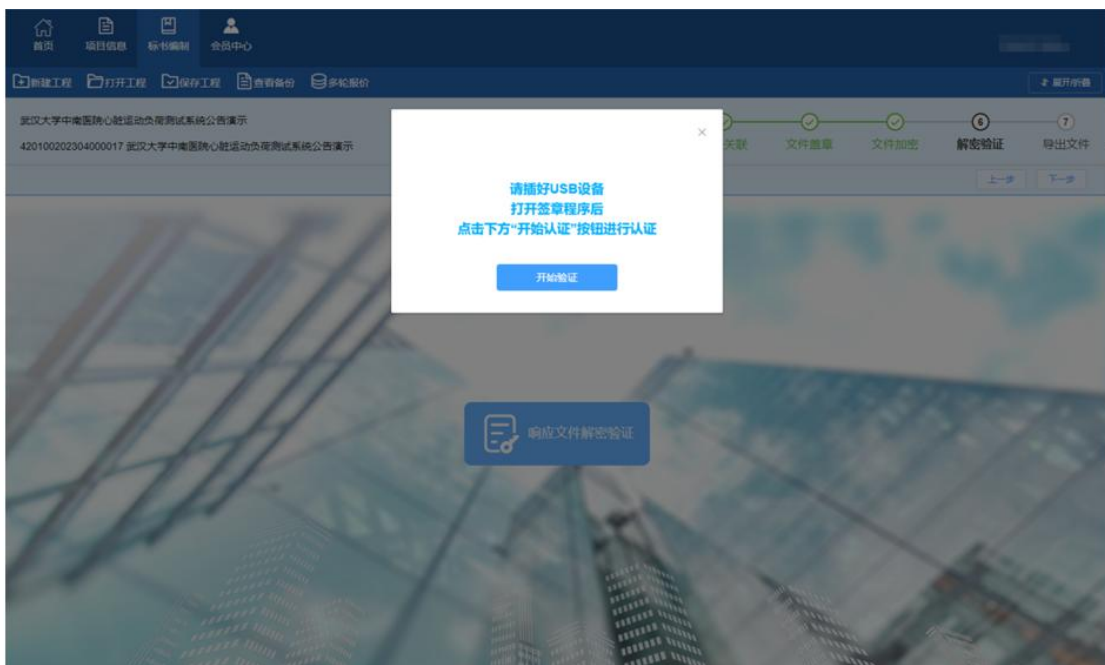 首页 项目信息 标书编制 会员中心
新建工程 打开工程 保存工程 查看备份 多轮报价 展开/折叠
武汉大学中南医院心脏运动负荷测试系统公告演示
420100202304000017 武汉大学中南医院心脏运动负荷测试系统公告演示
关联 文件盖章 文件加密 6 解密验证 7 导出文件
上一步 下一步
请插好USB设备
打开签章程序后
点击下方“开始认证”按钮进行认证
开始验证
响应文件解密验证